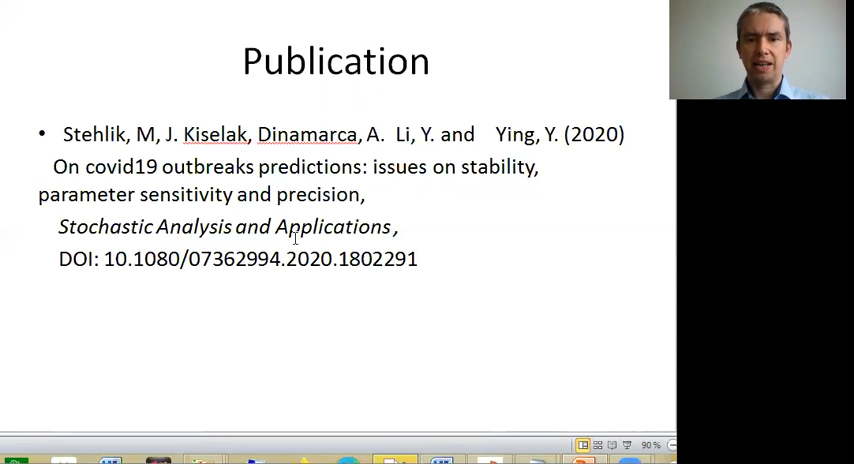 Publication
• Stehlik, M, J. Kiselak, Dinamarca, A. Li, Y. and Ying, Y. (2020)
On covid19 outbreaks predictions: issues on stability,
parameter sensitivity and precision,
Stochastic Analysis and Applications ,
DOI: 10.1080/07362994.2020.1802291
90 %